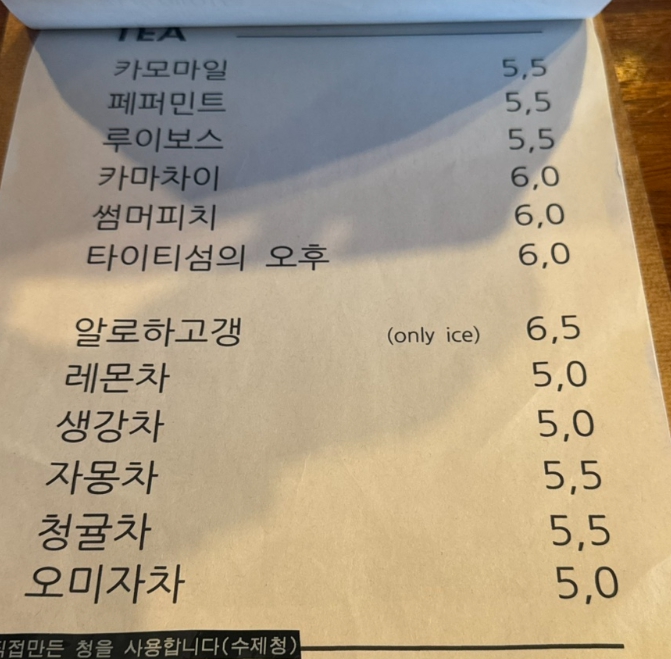 TEA
카모마일 5,5
페퍼민트 5,5
루이보스 5,5
카마차이 6,0
썸머피치 6,0
타이티섬의 오후 6,0
알로하고갱 (only ice) 6,5
레몬차 5,0
생강차 5,0
자몽차 5,5
청귤차 5,5
오미자차 5,0
직접만든 청을 사용합니다(수제청)